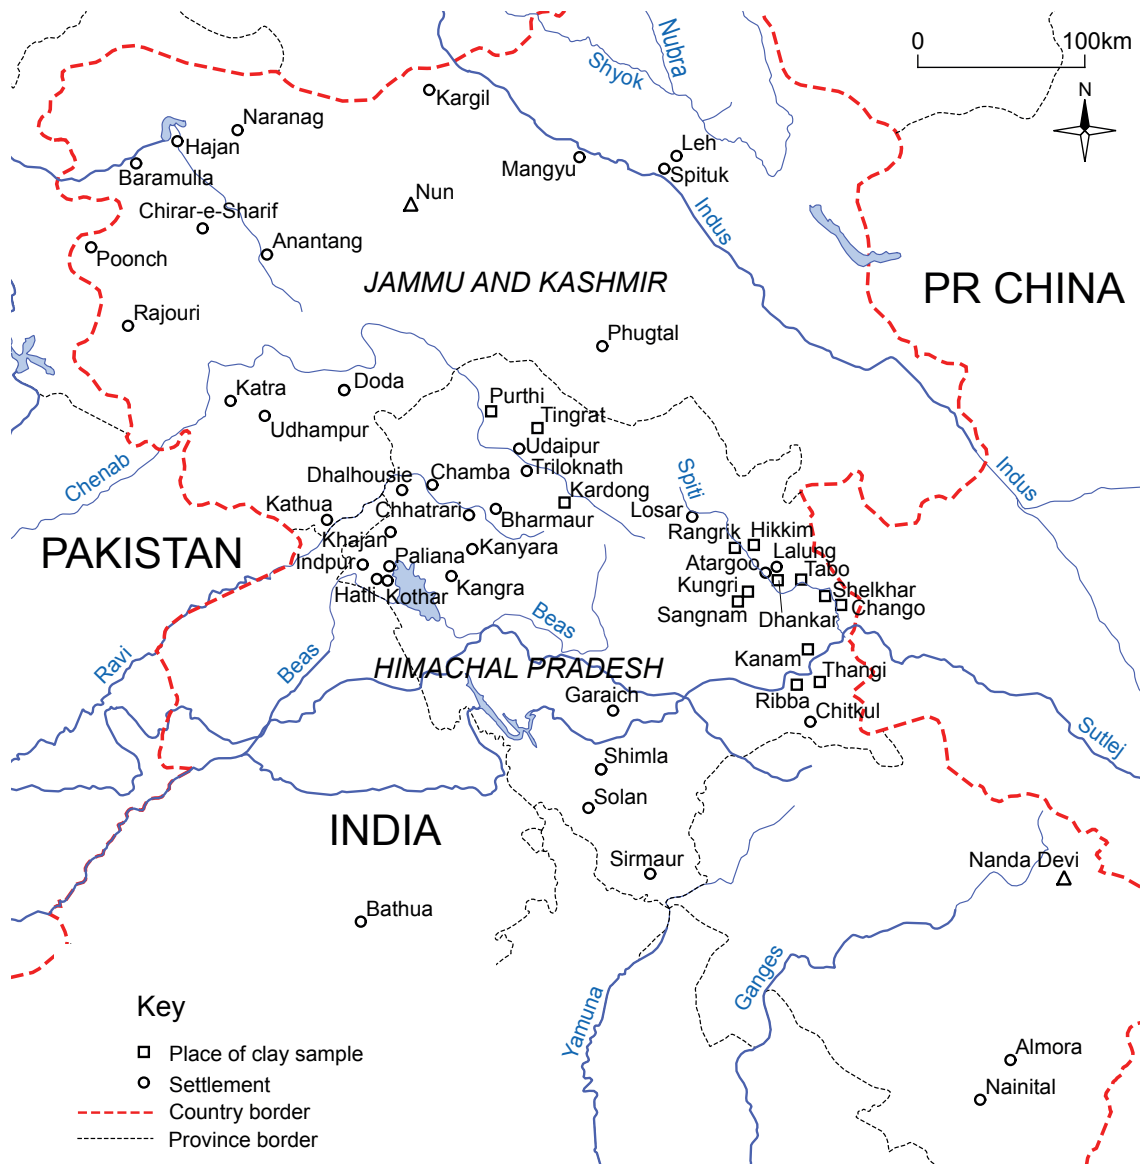 0
100km
Nubra
Shyok
N
Kargil
Naranag
Hajan
Baramulla
Leh
Mangyu
Spituk
Nun
Chirar-e-Sharif
Indus
Anantang
Poonch
JAMMU AND KASHMIR
PR CHINA
Rajouri
Phugtal
Katra
Doda
Purthi
Tingrat
Udhampur
Udaipur
Triloknath
Chenab
Dhalhousie
Chamba
Spiti
Indus
Kardong
Kathua
Chhatrari
Bharmaur
Losar
Rangrik
Hikkim
PAKISTAN
Khajan
Paliana
Kanyara
Lalung
Indpur
Atargoo
Tabo
Kungri
Shelkhar
Hatli
Kothar
Kangra
Chango
Sangnam
Dhankar
Beas
Ravi
Beas
HIMACHAL PRADESH
Kanam
Thangi
Garaich
Ribba
Chitkul
Sutlej
Shimla
Solan
INDIA
Sirmaur
Nanda Devi
Bathua
Ganges
Yamuna
Key
Place of clay sample
Settlement
Country border
Province border
Almora
Nainital